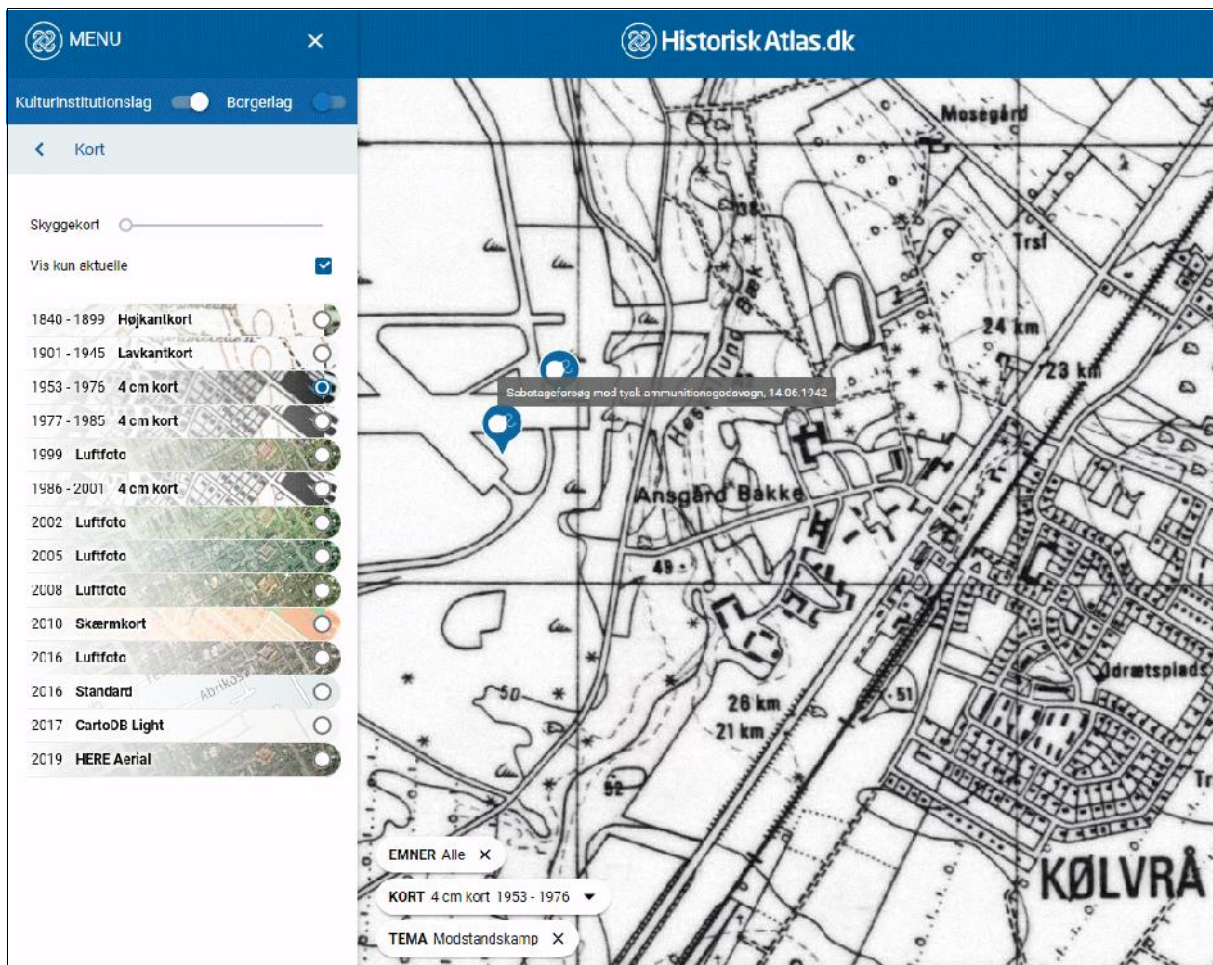 MENU
HistoriskAtlas.dk
Kulturinstitutionslag
Borgerlag
Kort
Skyggekort
Vis kun aktuelle
1840 - 1899 Højkantkort
1901 - 1945 Lavkantkort
1953 - 1976 4 cm kort
1977 - 1985 4 cm kort
1999 Luftfoto
1986 - 2001 4 cm kort
2002 Luftfoto
2005 Luftfoto
2008 Luftfoto
2010 Skærmkort
2016 Luftfoto
2016 Standard
2017 CartoDB Light
2019 HERE Aerial
Mosegård
38
Trsf
24 km
23 km
Sabotageforsøg mod tysk ammunitionsgodsvogn, 14.06.1942
Bæk
Ansgård Bakke
49
50
51
26 km
21 km
52
Idrætsplads
KØLVRÅ
EMNER Alle
KORT 4 cm kort 1953 - 1976
TEMA Modstandskamp